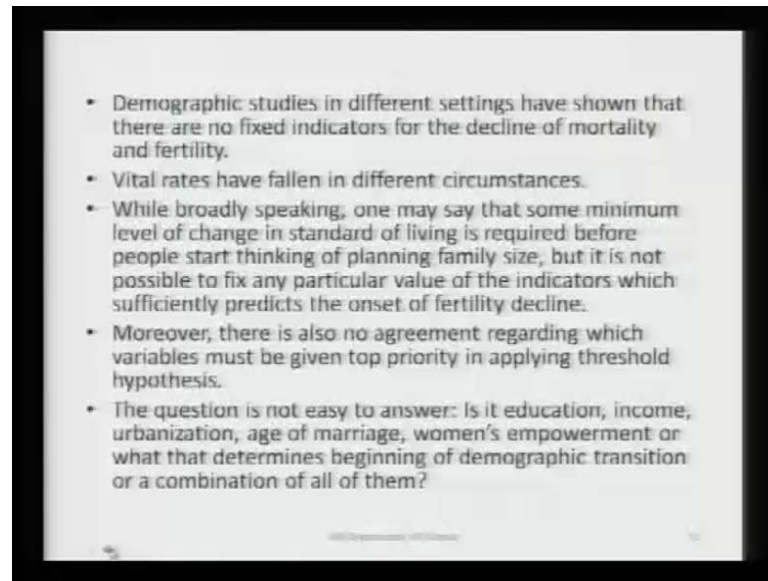 • Demographic studies in different settings have shown that
there are no fixed indicators for the decline of mortality
and fertility.
• Vital rates have fallen in different circumstances.
• While broadly speaking, one may say that some minimum
level of change in standard of living is required before
people start thinking of planning family size, but it is not
possible to fix any particular value of the indicators which
sufficiently predicts the onset of fertility decline.
• Moreover, there is also no agreement regarding which
variables must be given top priority in applying threshold
hypothesis.
• The question is not easy to answer: Is it education, income,
urbanization, age of marriage, women's empowerment or
what that determines beginning of demographic transition
or a combination of all of them?